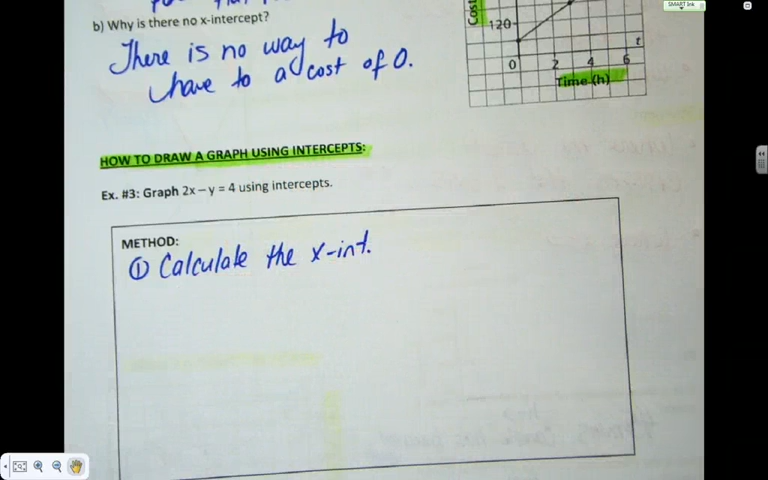 SMART Ink
b) Why is there no x-intercept?
There is no way to
have to a cost of 0.
Cost
120
0 2 4 6 t
Time (h)
HOW TO DRAW A GRAPH USING INTERCEPTS:
Ex. #3: Graph 2x – y = 4 using intercepts.
METHOD:
① Calculate the x-int.